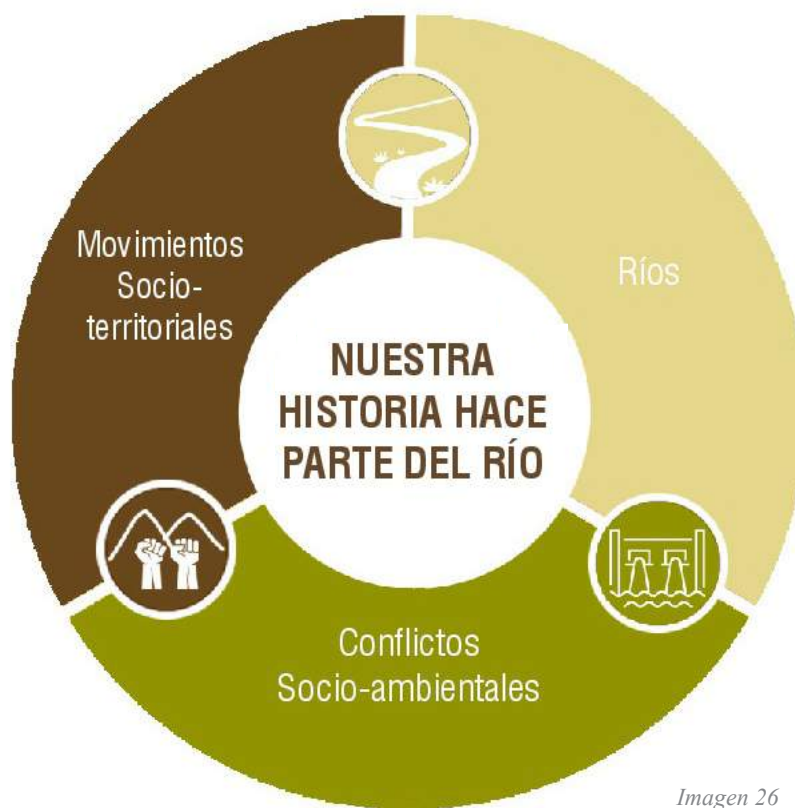 Movimientos
Socio-
territoriales
Ríos
NUESTRA
HISTORIA HACE
PARTE DEL RÍO
Conflictos
Socio-ambientales
Imagen 26